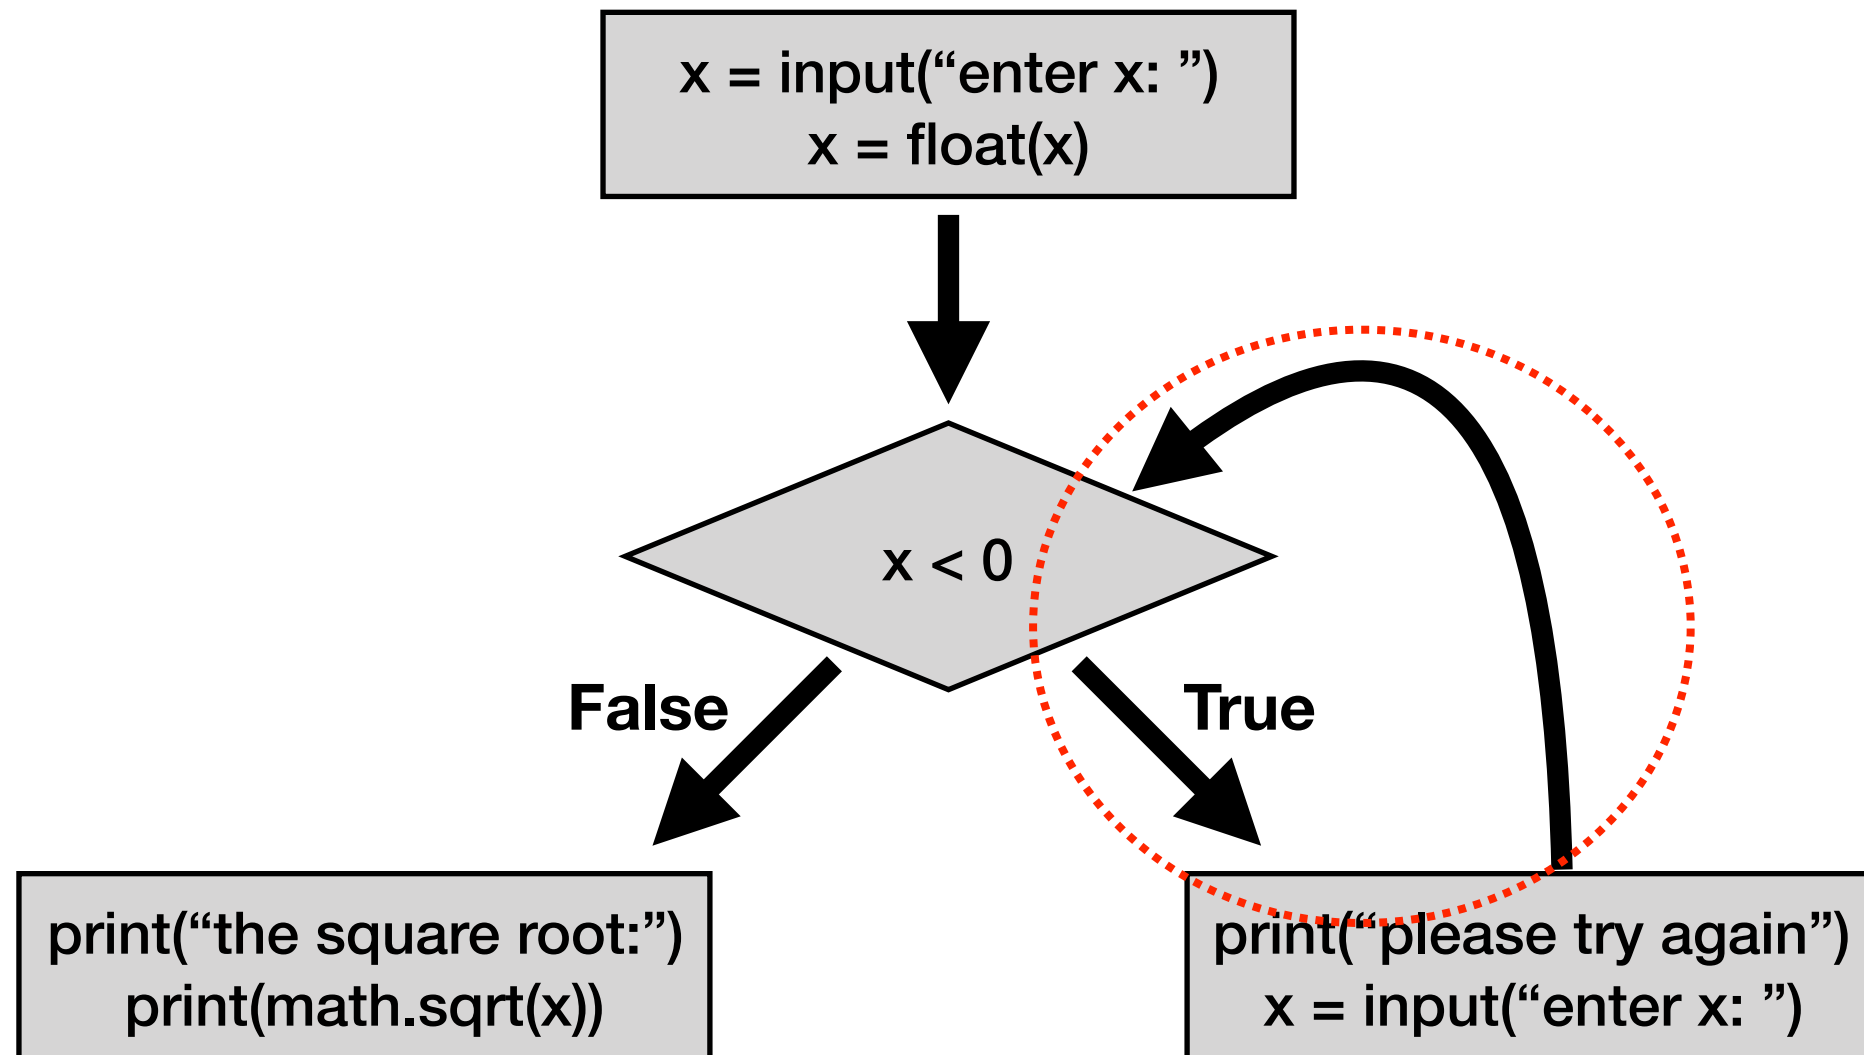 x = input(“enter x: ”)
x = float(x)
x < 0
False
True
print(“the square root:”)
print(math.sqrt(x))
print(“please try again”)
x = input(“enter x: ”)